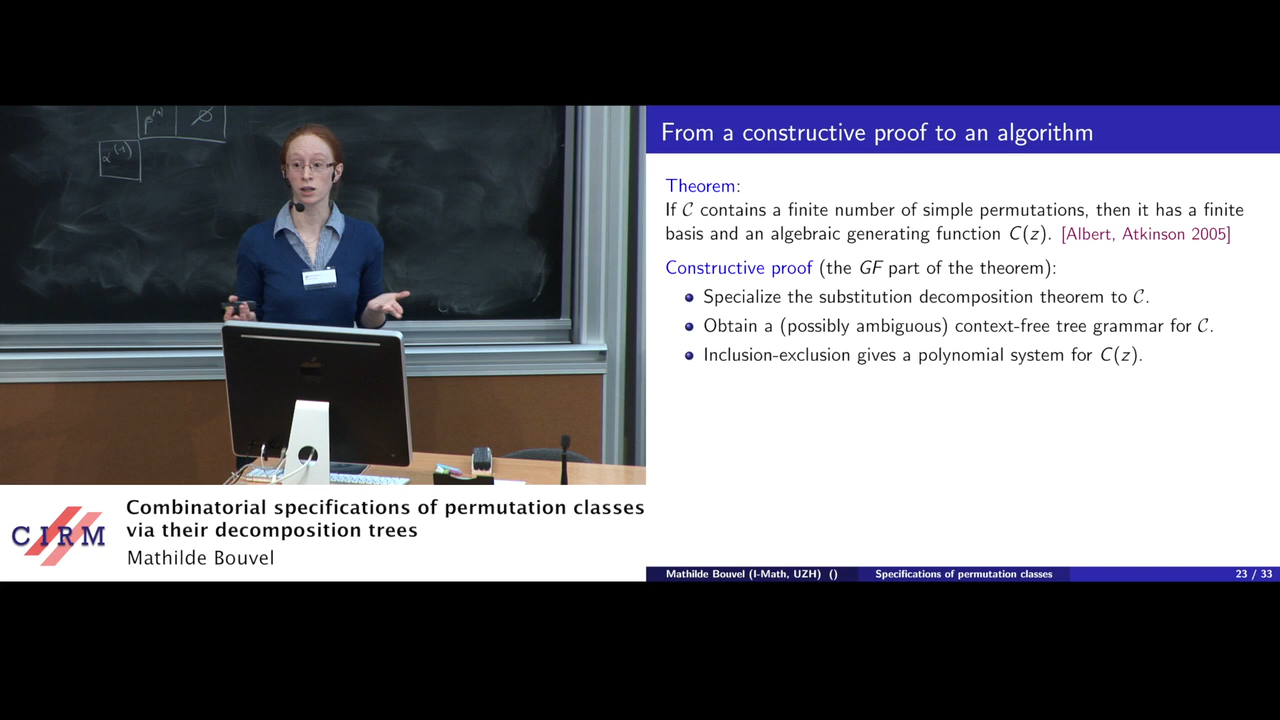 From a constructive proof to an algorithm
Theorem:
If C contains a finite number of simple permutations, then it has a finite
basis and an algebraic generating function C(z). [Albert, Atkinson 2005]
Constructive proof (the GF part of the theorem):
Specialize the substitution decomposition theorem to C.
Obtain a (possibly ambiguous) context-free tree grammar for C.
Inclusion-exclusion gives a polynomial system for C(z).
CIRM
Combinatorial specifications of permutation classes
via their decomposition trees
Mathilde Bouvel
Mathilde Bouvel (I-Math, UZH) ()
Specifications of permutation classes
23 / 33